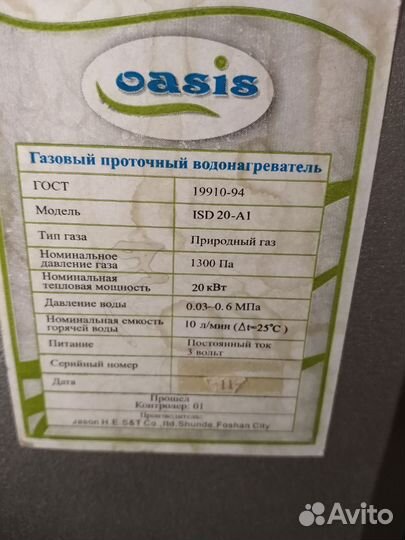 oasis
Газовый проточный водонагреватель
ГОСТ 19910-94
Модель ISD 20-A1
Тип газа Природный газ
Номинальное
давление газа 1300 Па
Номинальная
тепловая мощность 20 кВт
Давление воды 0.03-0.6 МПа
Номинальная емкость
горячей воды 10 л/мин (Δt=25°C)
Питание Постоянный ток
3 вольт
Серийный номер
Дата
Прошел
Контролер: 01
Производитель:
Jason H.E.S&T Co.,ltd.Shunde,Foshan City
Avito